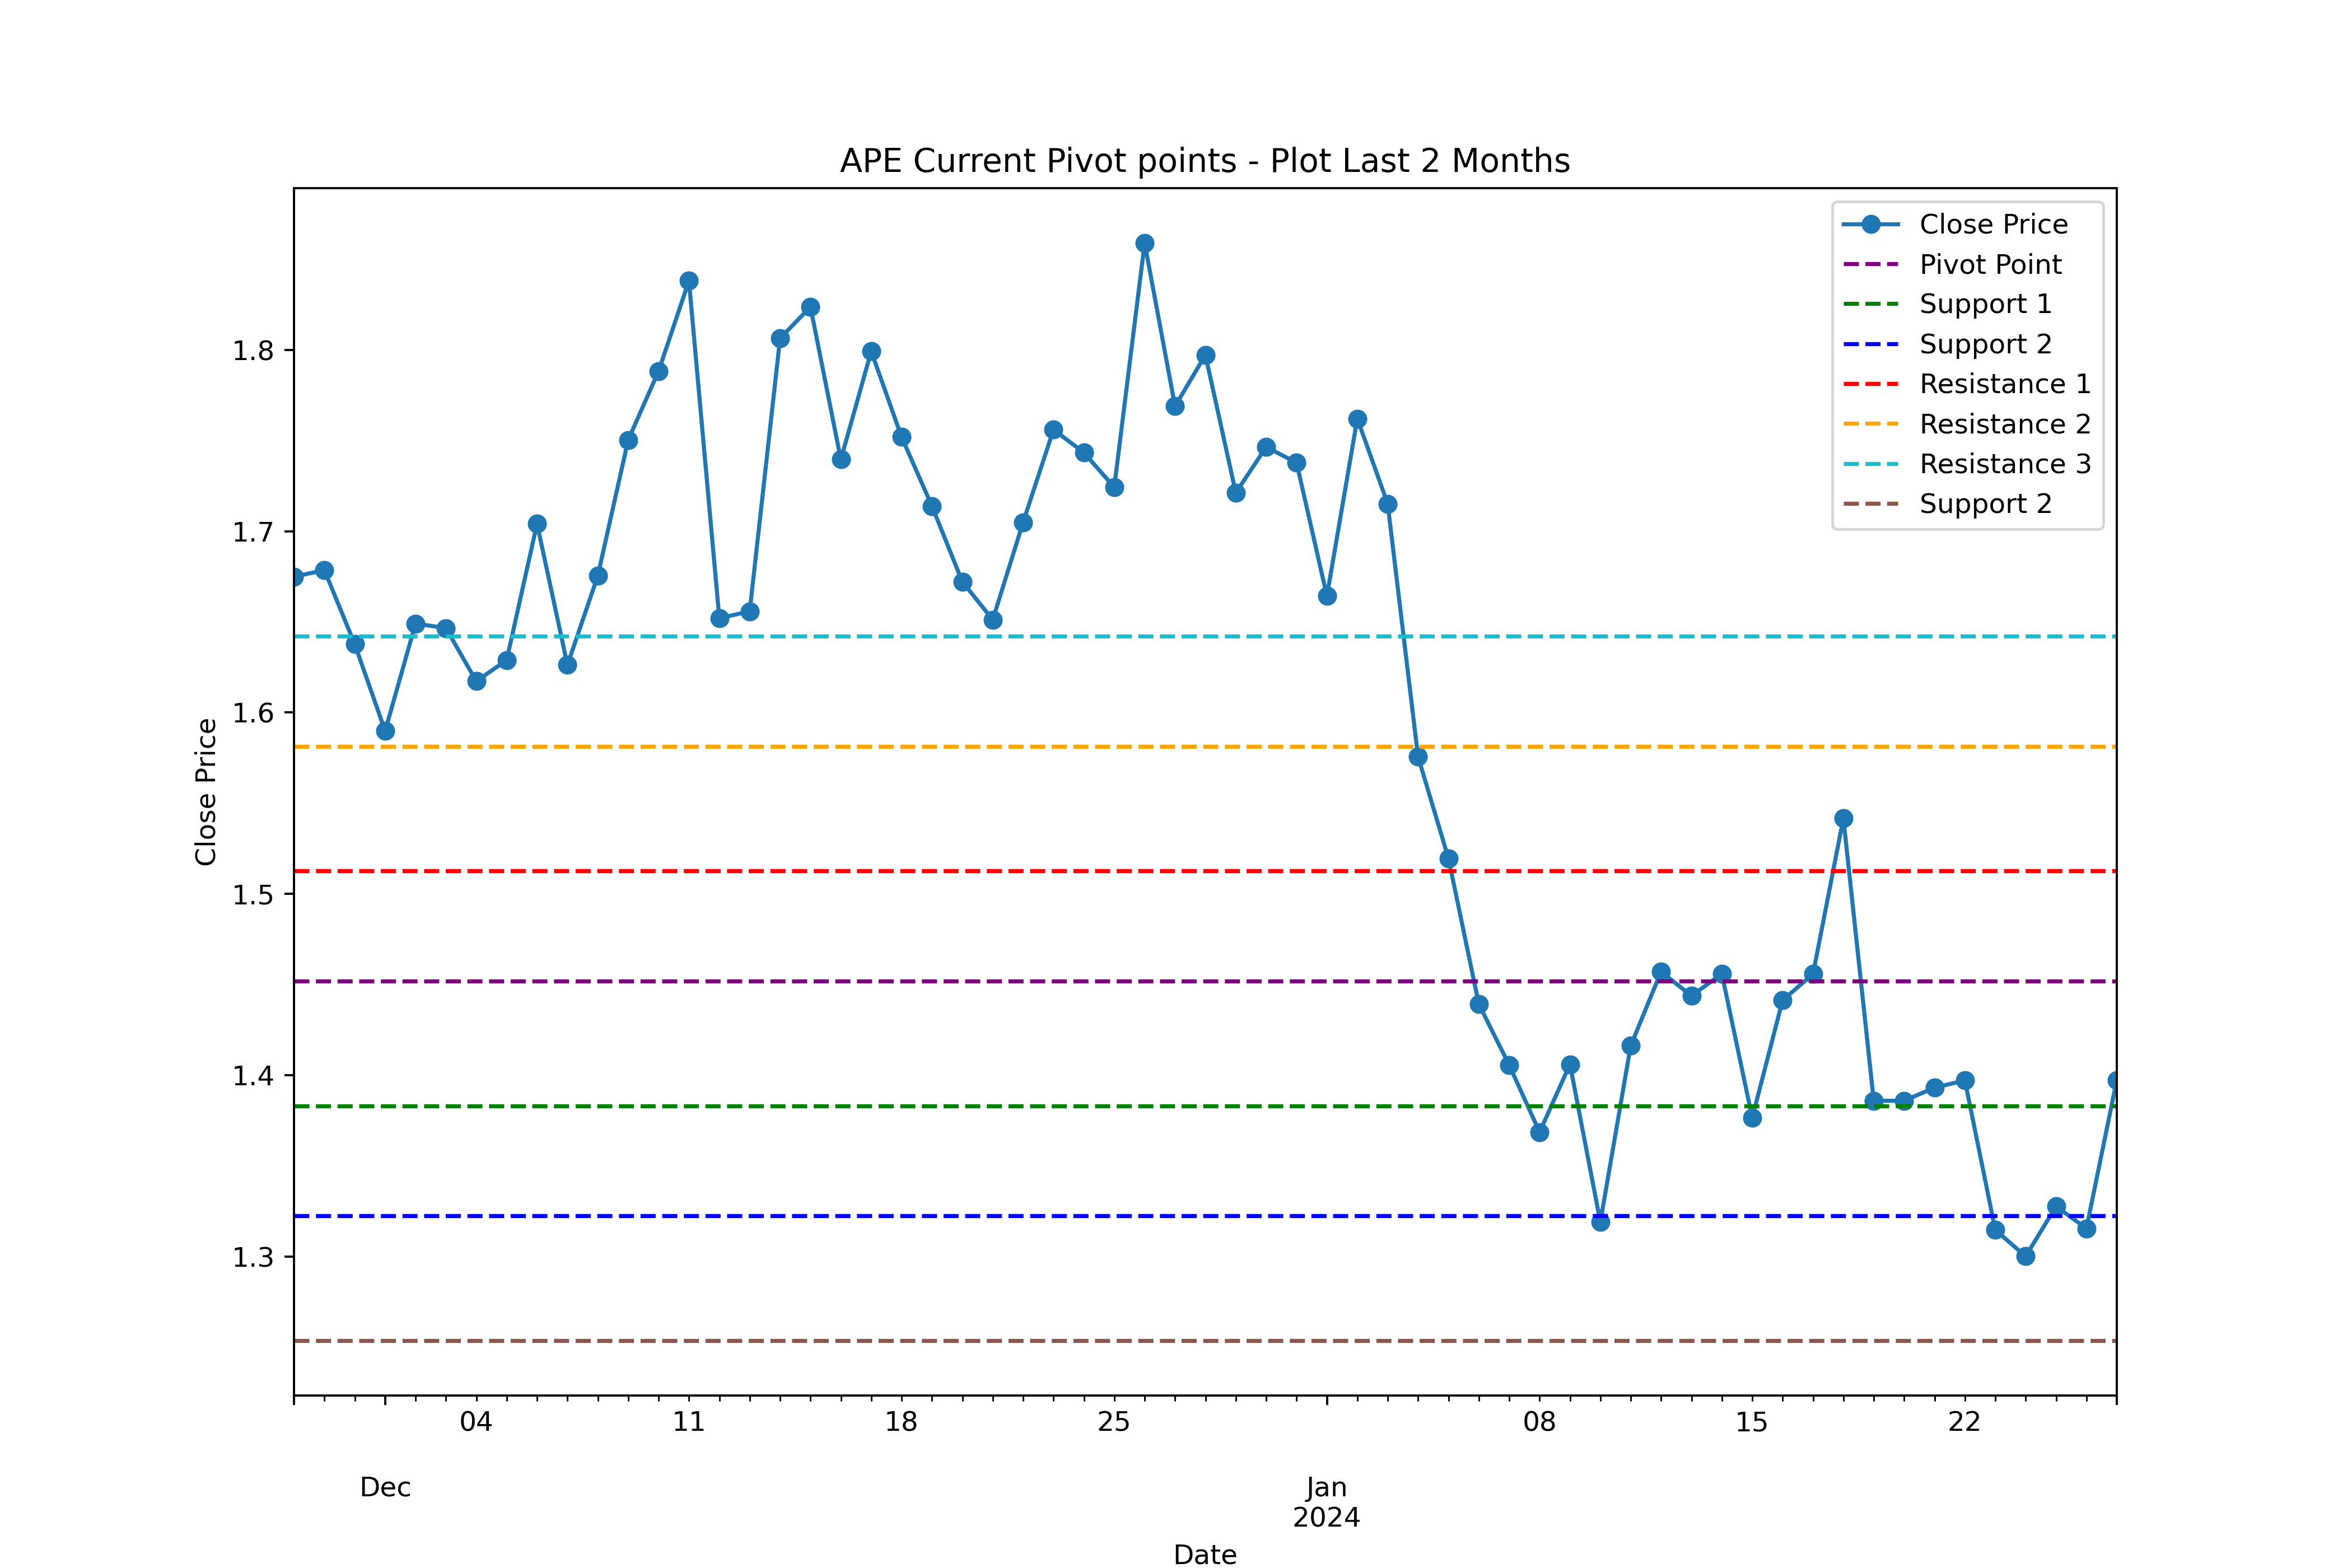 APE Current Pivot points - Plot Last 2 Months
Close Price
Pivot Point
Support 1
Support 2
Resistance 1
Resistance 2
Resistance 3
Support 2
Close Price
1.8
1.7
1.6
1.5
1.4
1.3
04 11 18 25 08 15 22
Dec Jan
2024
Date